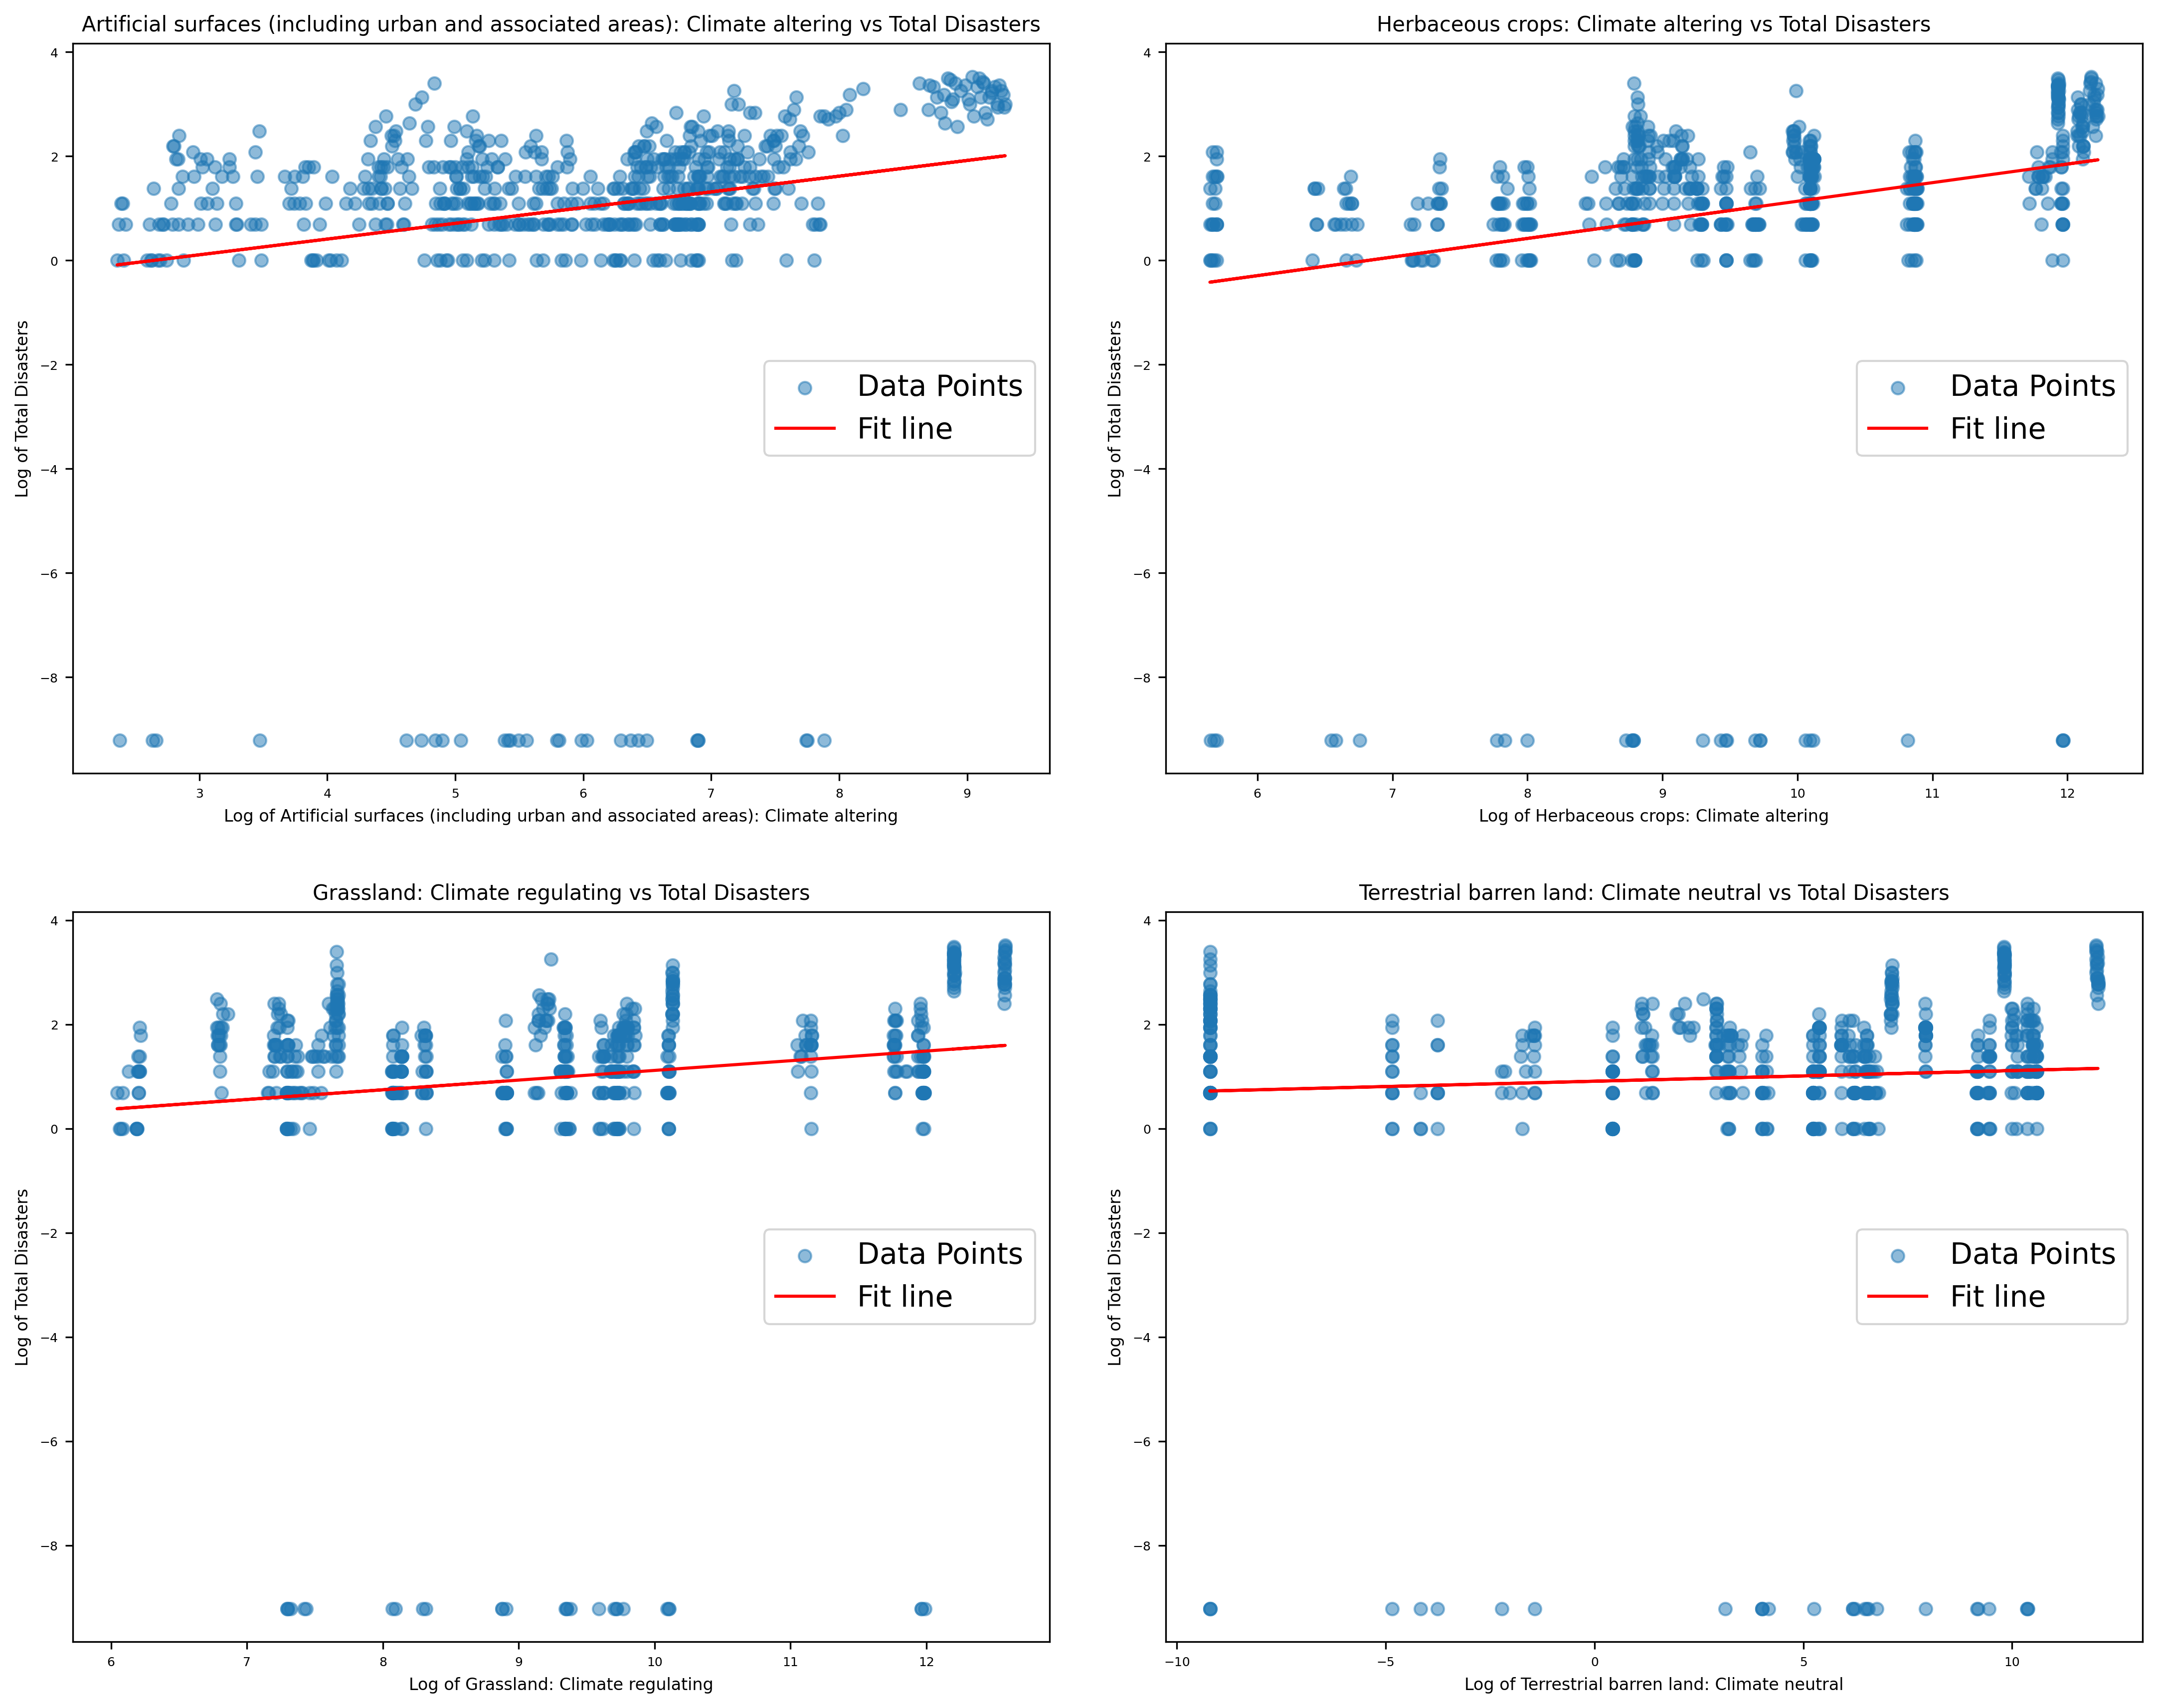 Artificial surfaces (including urban and associated areas): Climate altering vs Total Disasters
4
2
0
−2
−4
−6
−8
Log of Total Disasters
Data Points
Fit line
3 4 5 6 7 8 9
Log of Artificial surfaces (including urban and associated areas): Climate altering
Herbaceous crops: Climate altering vs Total Disasters
4
2
0
−2
−4
−6
−8
Log of Total Disasters
Data Points
Fit line
6 7 8 9 10 11 12
Log of Herbaceous crops: Climate altering
Grassland: Climate regulating vs Total Disasters
4
2
0
−2
−4
−6
−8
Log of Total Disasters
Data Points
Fit line
6 7 8 9 10 11 12
Log of Grassland: Climate regulating
Terrestrial barren land: Climate neutral vs Total Disasters
4
2
0
−2
−4
−6
−8
Log of Total Disasters
Data Points
Fit line
−10 −5 0 5 10
Log of Terrestrial barren land: Climate neutral